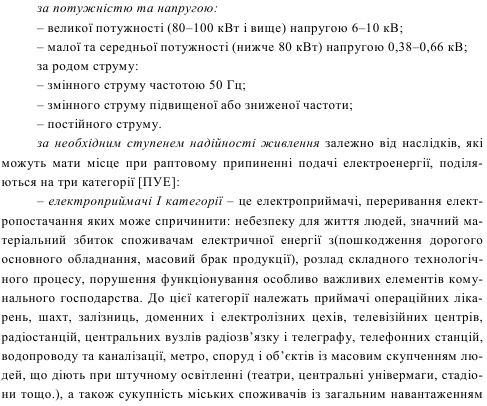 за потужністю та напругою:
– великої потужності (80–100 кВт і вище) напругою 6–10 кВ;
– малої та середньої потужності (нижче 80 кВт) напругою 0,38–0,66 кВ;
за родом струму:
– змінного струму частотою 50 Гц;
– змінного струму підвищеної або зниженої частоти;
– постійного струму.
за необхідним ступенем надійності живлення залежно від наслідків, які
можуть мати місце при раптовому припиненні подачі електроенергії, поділя-
ються на три категорії [ПУЕ]:
– електроприймачі І категорії – це електроприймачі, переривання елект-
ропостачання яких може спричинити: небезпеку для життя людей, значний ма-
теріальний збиток споживачам електричної енергії з(пошкодження дорогого
основного обладнання, масовий брак продукції), розлад складного технологіч-
ного процесу, порушення функціонування особливо важливих елементів кому-
нального господарства. До цієї категорії належать приймачі операційних ліка-
рень, шахт, залізниць, доменних і електролізних цехів, телевізійних центрів,
радіостанцій, центральних вузлів радіозв’язку і телеграфу, телефонних станцій,
водопроводу та каналізації, метро, споруд і об’єктів із масовим скупченням лю-
дей, що діють при штучному освітленні (театри, центральні універмаги, стадіо-
ни тощо.), а також сукупність міських споживачів із загальним навантаженням